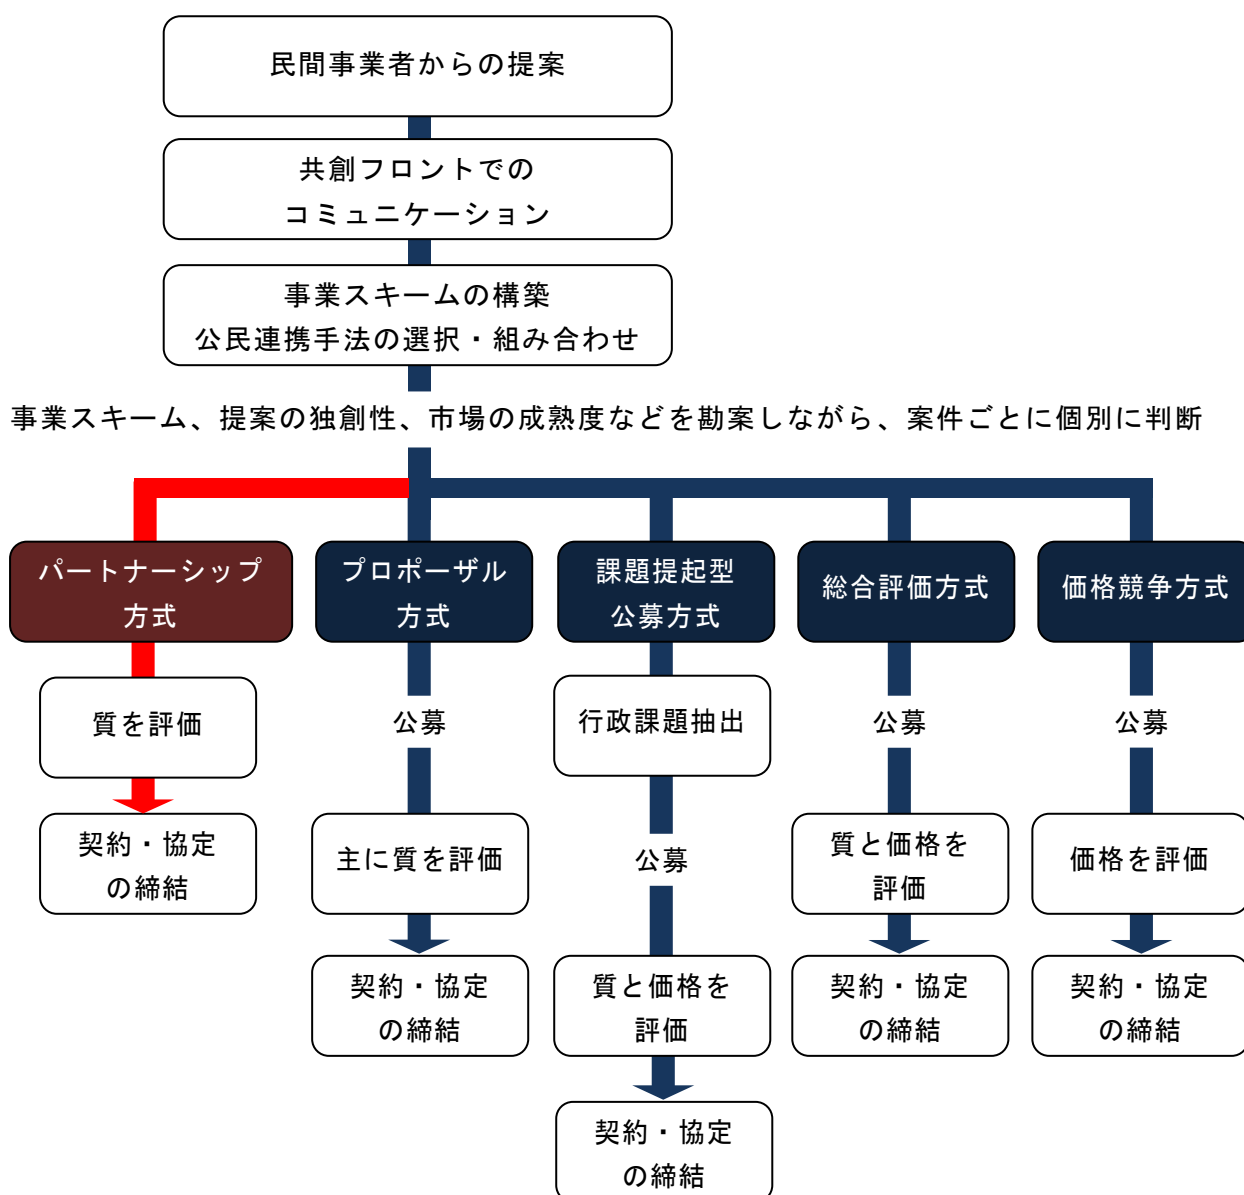 民間事業者からの提案
共創フロントでの
コミュニケーション
事業スキームの構築
公民連携手法の選択・組み合わせ
事業スキーム、提案の独創性、市場の成熟度などを勘案しながら、案件ごとに個別に判断
パートナーシップ
方式
質を評価
契約・協定
の締結
プロポーザル
方式
公募
主に質を評価
契約・協定
の締結
課題提起型
公募方式
行政課題抽出
公募
質と価格を
評価
契約・協定
の締結
総合評価方式
公募
質と価格を
評価
契約・協定
の締結
価格競争方式
公募
価格を評価
契約・協定
の締結